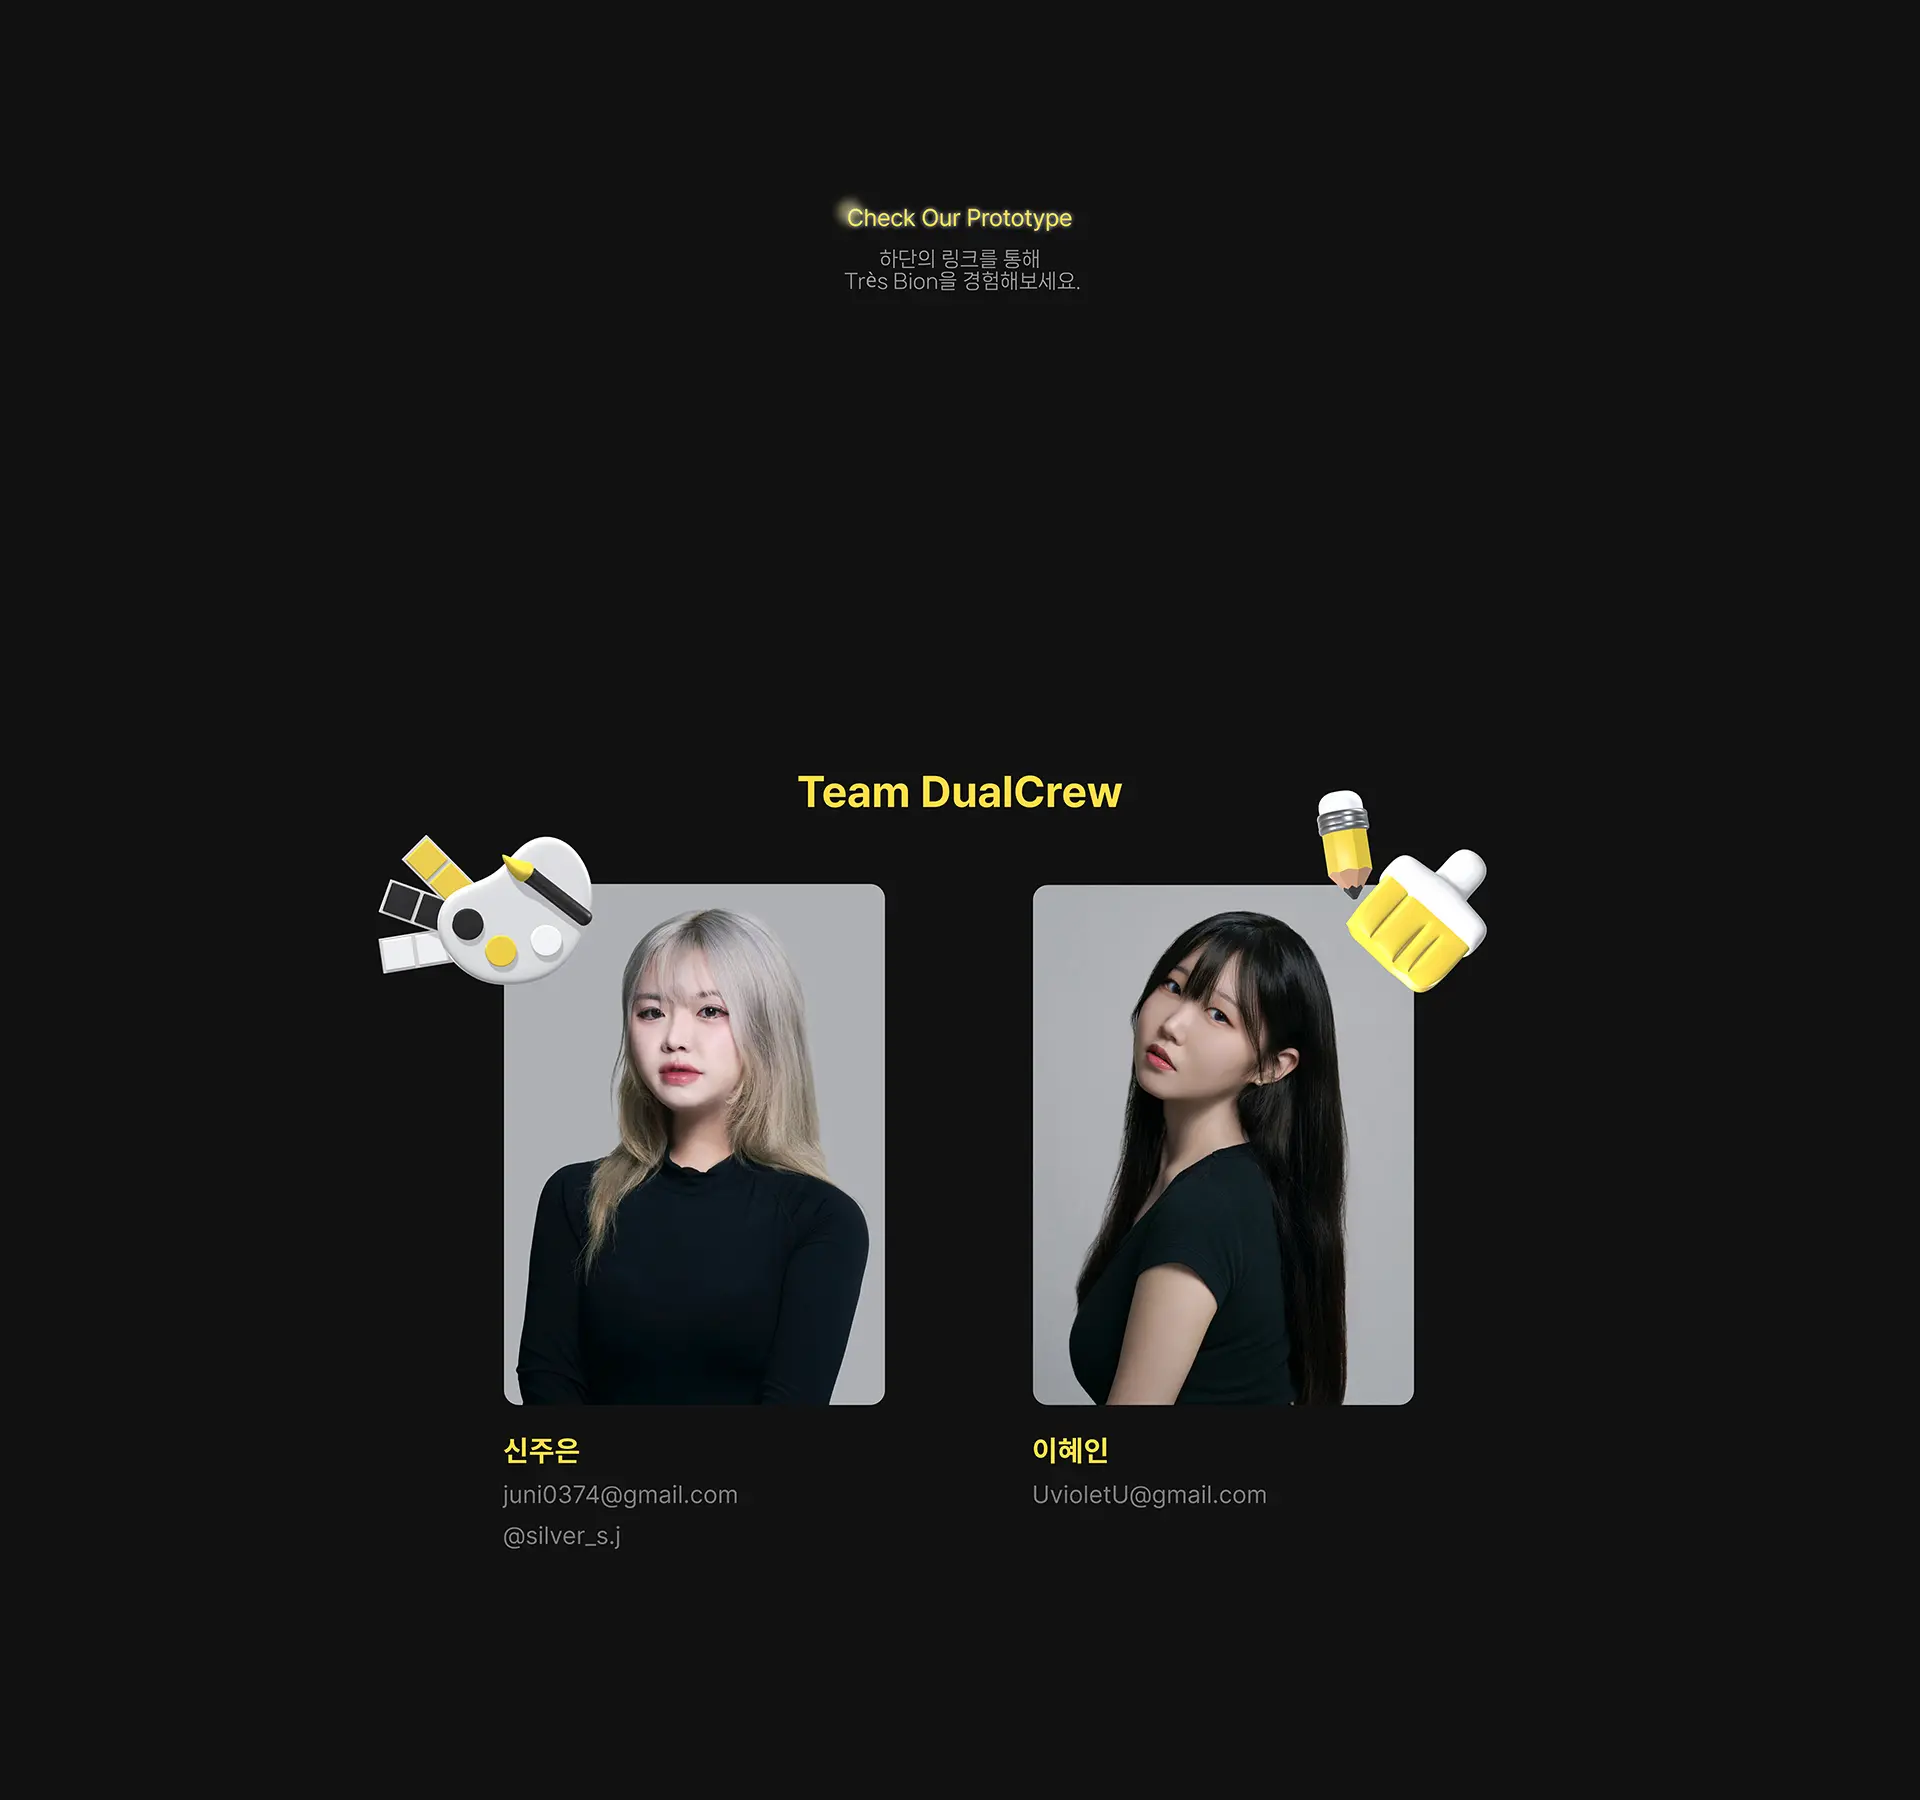 Check Our Prototype
하단의 링크를 통해
Très Bion을 경험해보세요.
Team DualCrew
신주은
juni0374@gmail.com
@silver_s.j
이혜인
UvioletU@gmail.com